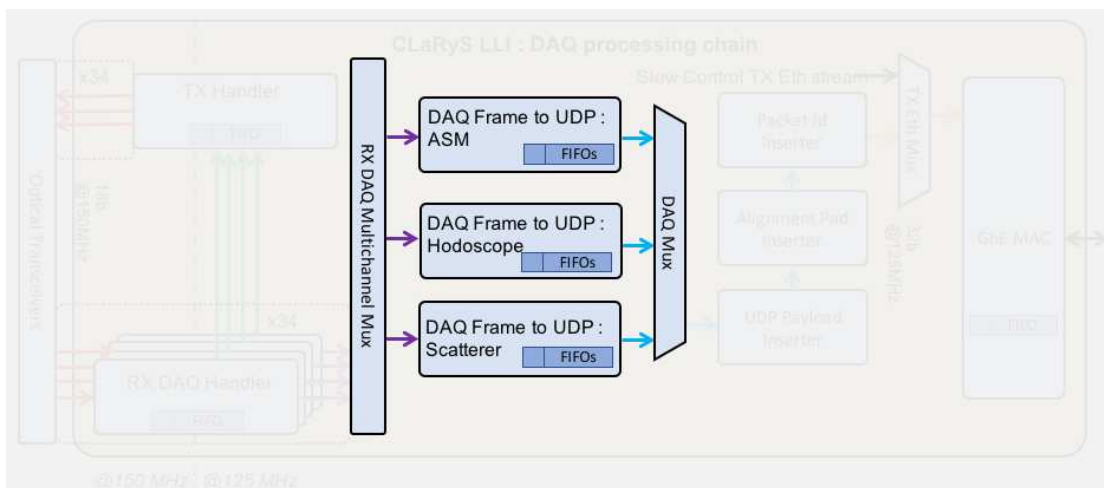 CLaRyS LLI : DAQ processing chain
x34
TX Handler
FIFO
Slow Control TX Eth stream
TX Eth Mux
Optical Transceivers
16b
@150MHz
RX DAQ Multichannel Mux
DAQ Frame to UDP :
ASM
FIFOs
DAQ Frame to UDP :
Hodoscope
FIFOs
DAQ Frame to UDP :
Scatterer
FIFOs
DAQ Mux
Packet Id
Inserter
Alignment Pad
Inserter
UDP Payload
Inserter
@125MHz
GbE MAC
FIFO
x34
RX DAQ Handler
FIFO
@150 MHz
@125 MHz